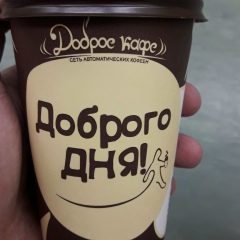 Доброе кафе
СЕТЬ АВТОМАТИЧЕСКИХ КОФЕЕН
Доброго
дня!